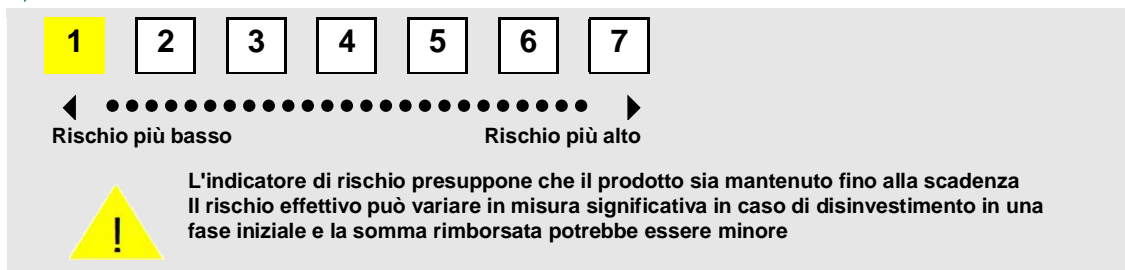 1 2 3 4 5 6 7
Rischio più basso Rischio più alto
L'indicatore di rischio presuppone che il prodotto sia mantenuto fino alla scadenza
Il rischio effettivo può variare in misura significativa in caso di disinvestimento in una
fase iniziale e la somma rimborsata potrebbe essere minore
!